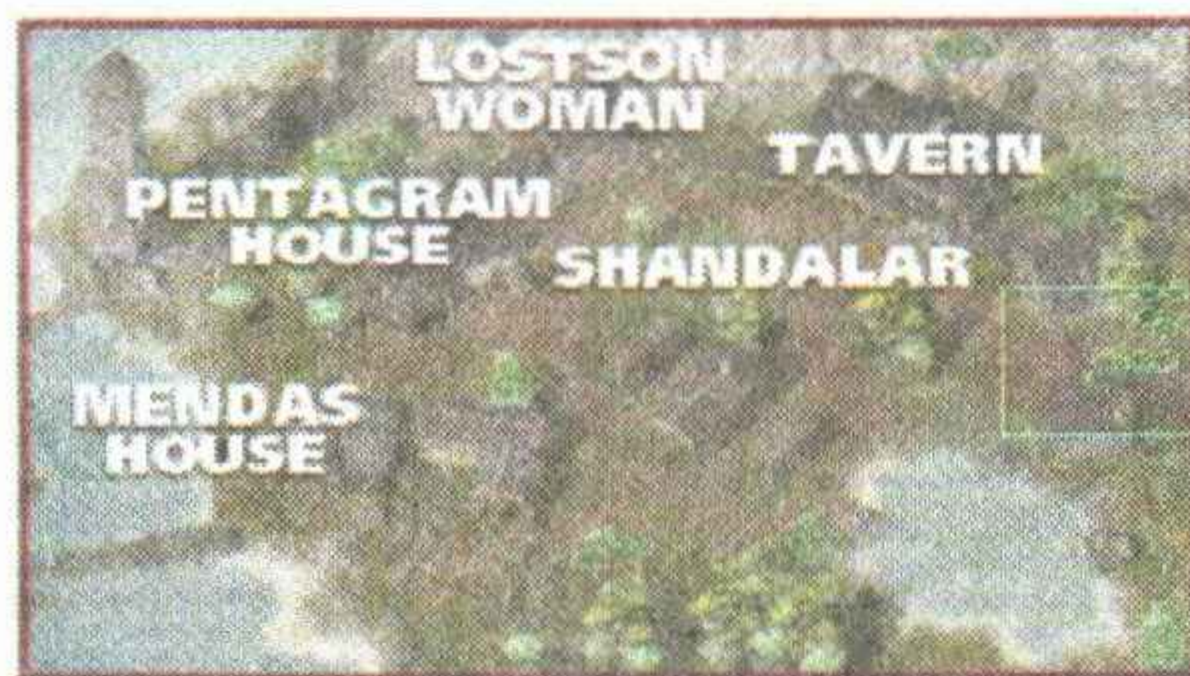 LOSTSON
WOMAN
TAVERN
PENTAGRAM
HOUSE
SHANDALAR
MENDAS
HOUSE